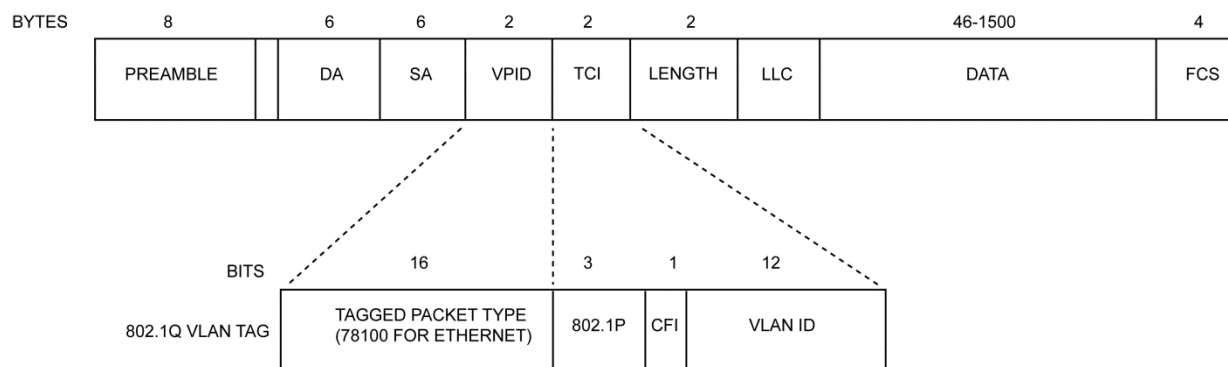 BYTES 8 6 6 2 2 2 46-1500 4
PREAMBLE DA SA VPID TCI LENGTH LLC DATA FCS
BITS 16 3 1 12
802.1Q VLAN TAG TAGGED PACKET TYPE (78100 FOR ETHERNET) 802.1P CFI VLAN ID